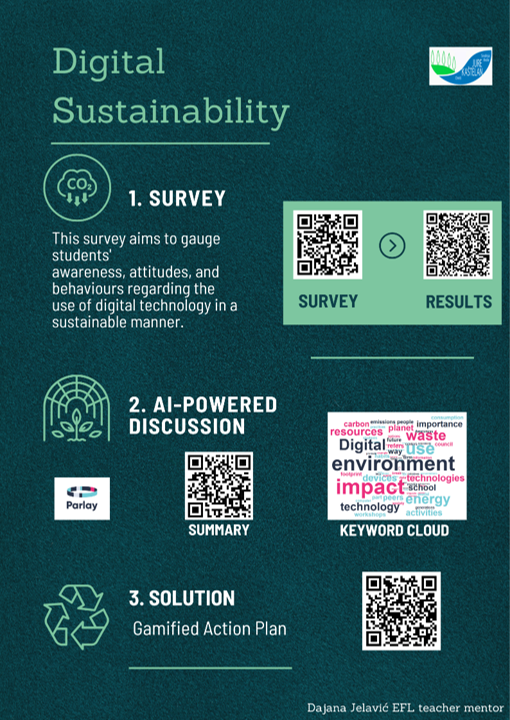 Digital
Sustainability
JURE
KAŠTELAN
1. SURVEY
This survey aims to gauge
students'
awareness, attitudes, and
behaviours regarding the
use of digital technology in a
sustainable manner.
SURVEY
RESULTS
2. AI-POWERED
DISCUSSION
Parlay
SUMMARY
consumption
carbon emissions people importance
resources planet
Digital future waste
way use council
environment
devices technologies
impact school
peers energy
technology activities
workshops
KEYWORD CLOUD
3. SOLUTION
Gamified Action Plan
Dajana Jelavić EFL teacher mentor